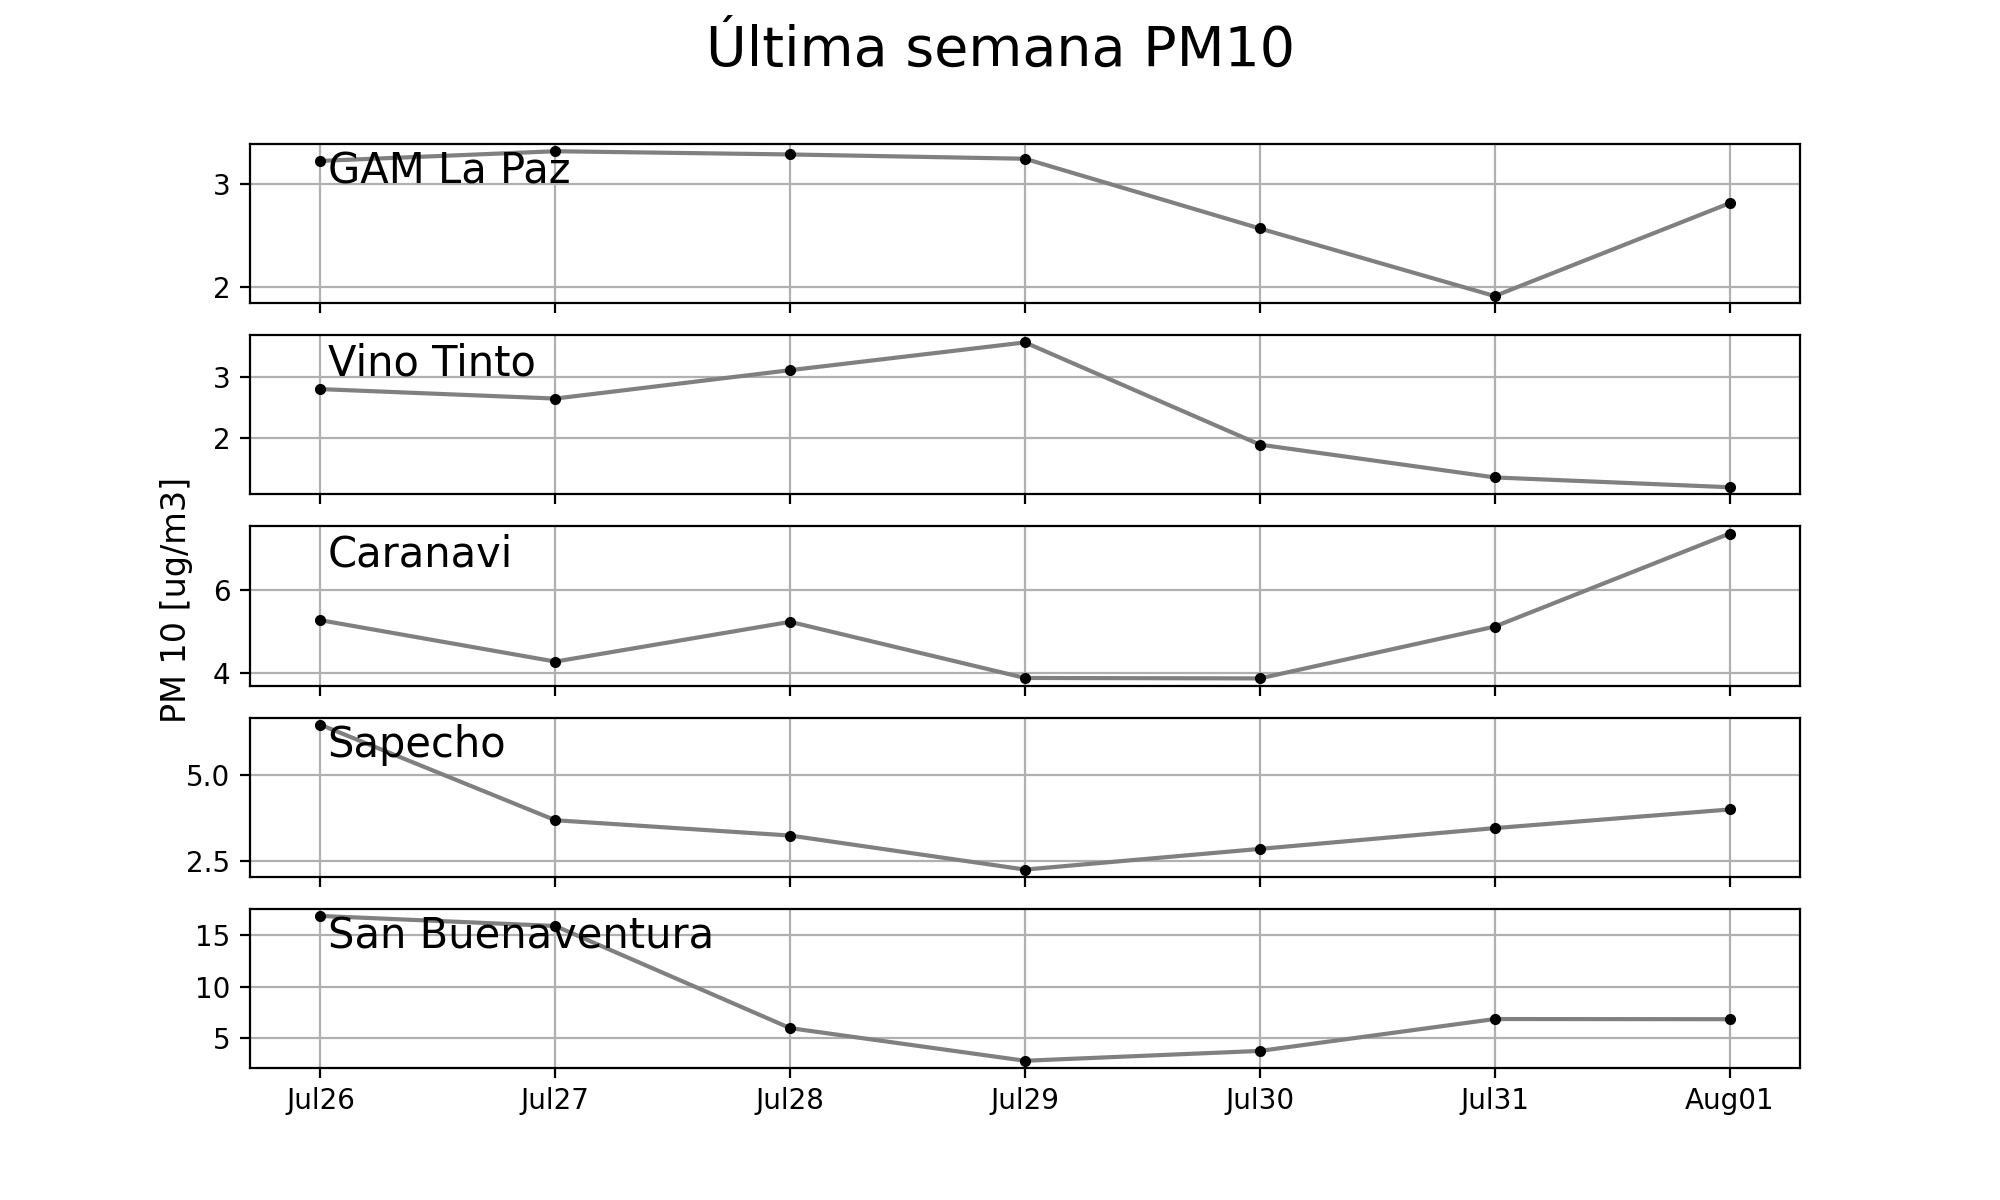 Última semana PM10
GAM La Paz
3
2
Vino Tinto
3
2
PM 10 [ug/m3]
Caranavi
6
4
Sapecho
5.0
2.5
San Buenaventura
15
10
5
Jul26 Jul27 Jul28 Jul29 Jul30 Jul31 Aug01